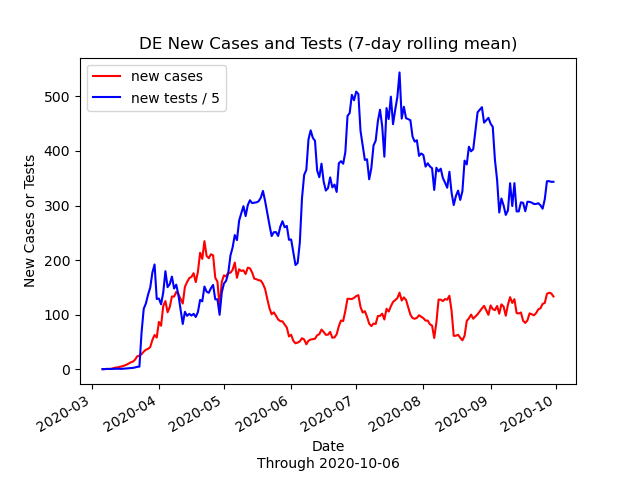 DE New Cases and Tests (7-day rolling mean)
new cases
new tests / 5
New Cases or Tests
500
400
300
200
100
0
2020-03
2020-04
2020-05
2020-06
2020-07
2020-08
2020-09
2020-10
Date
Through 2020-10-06